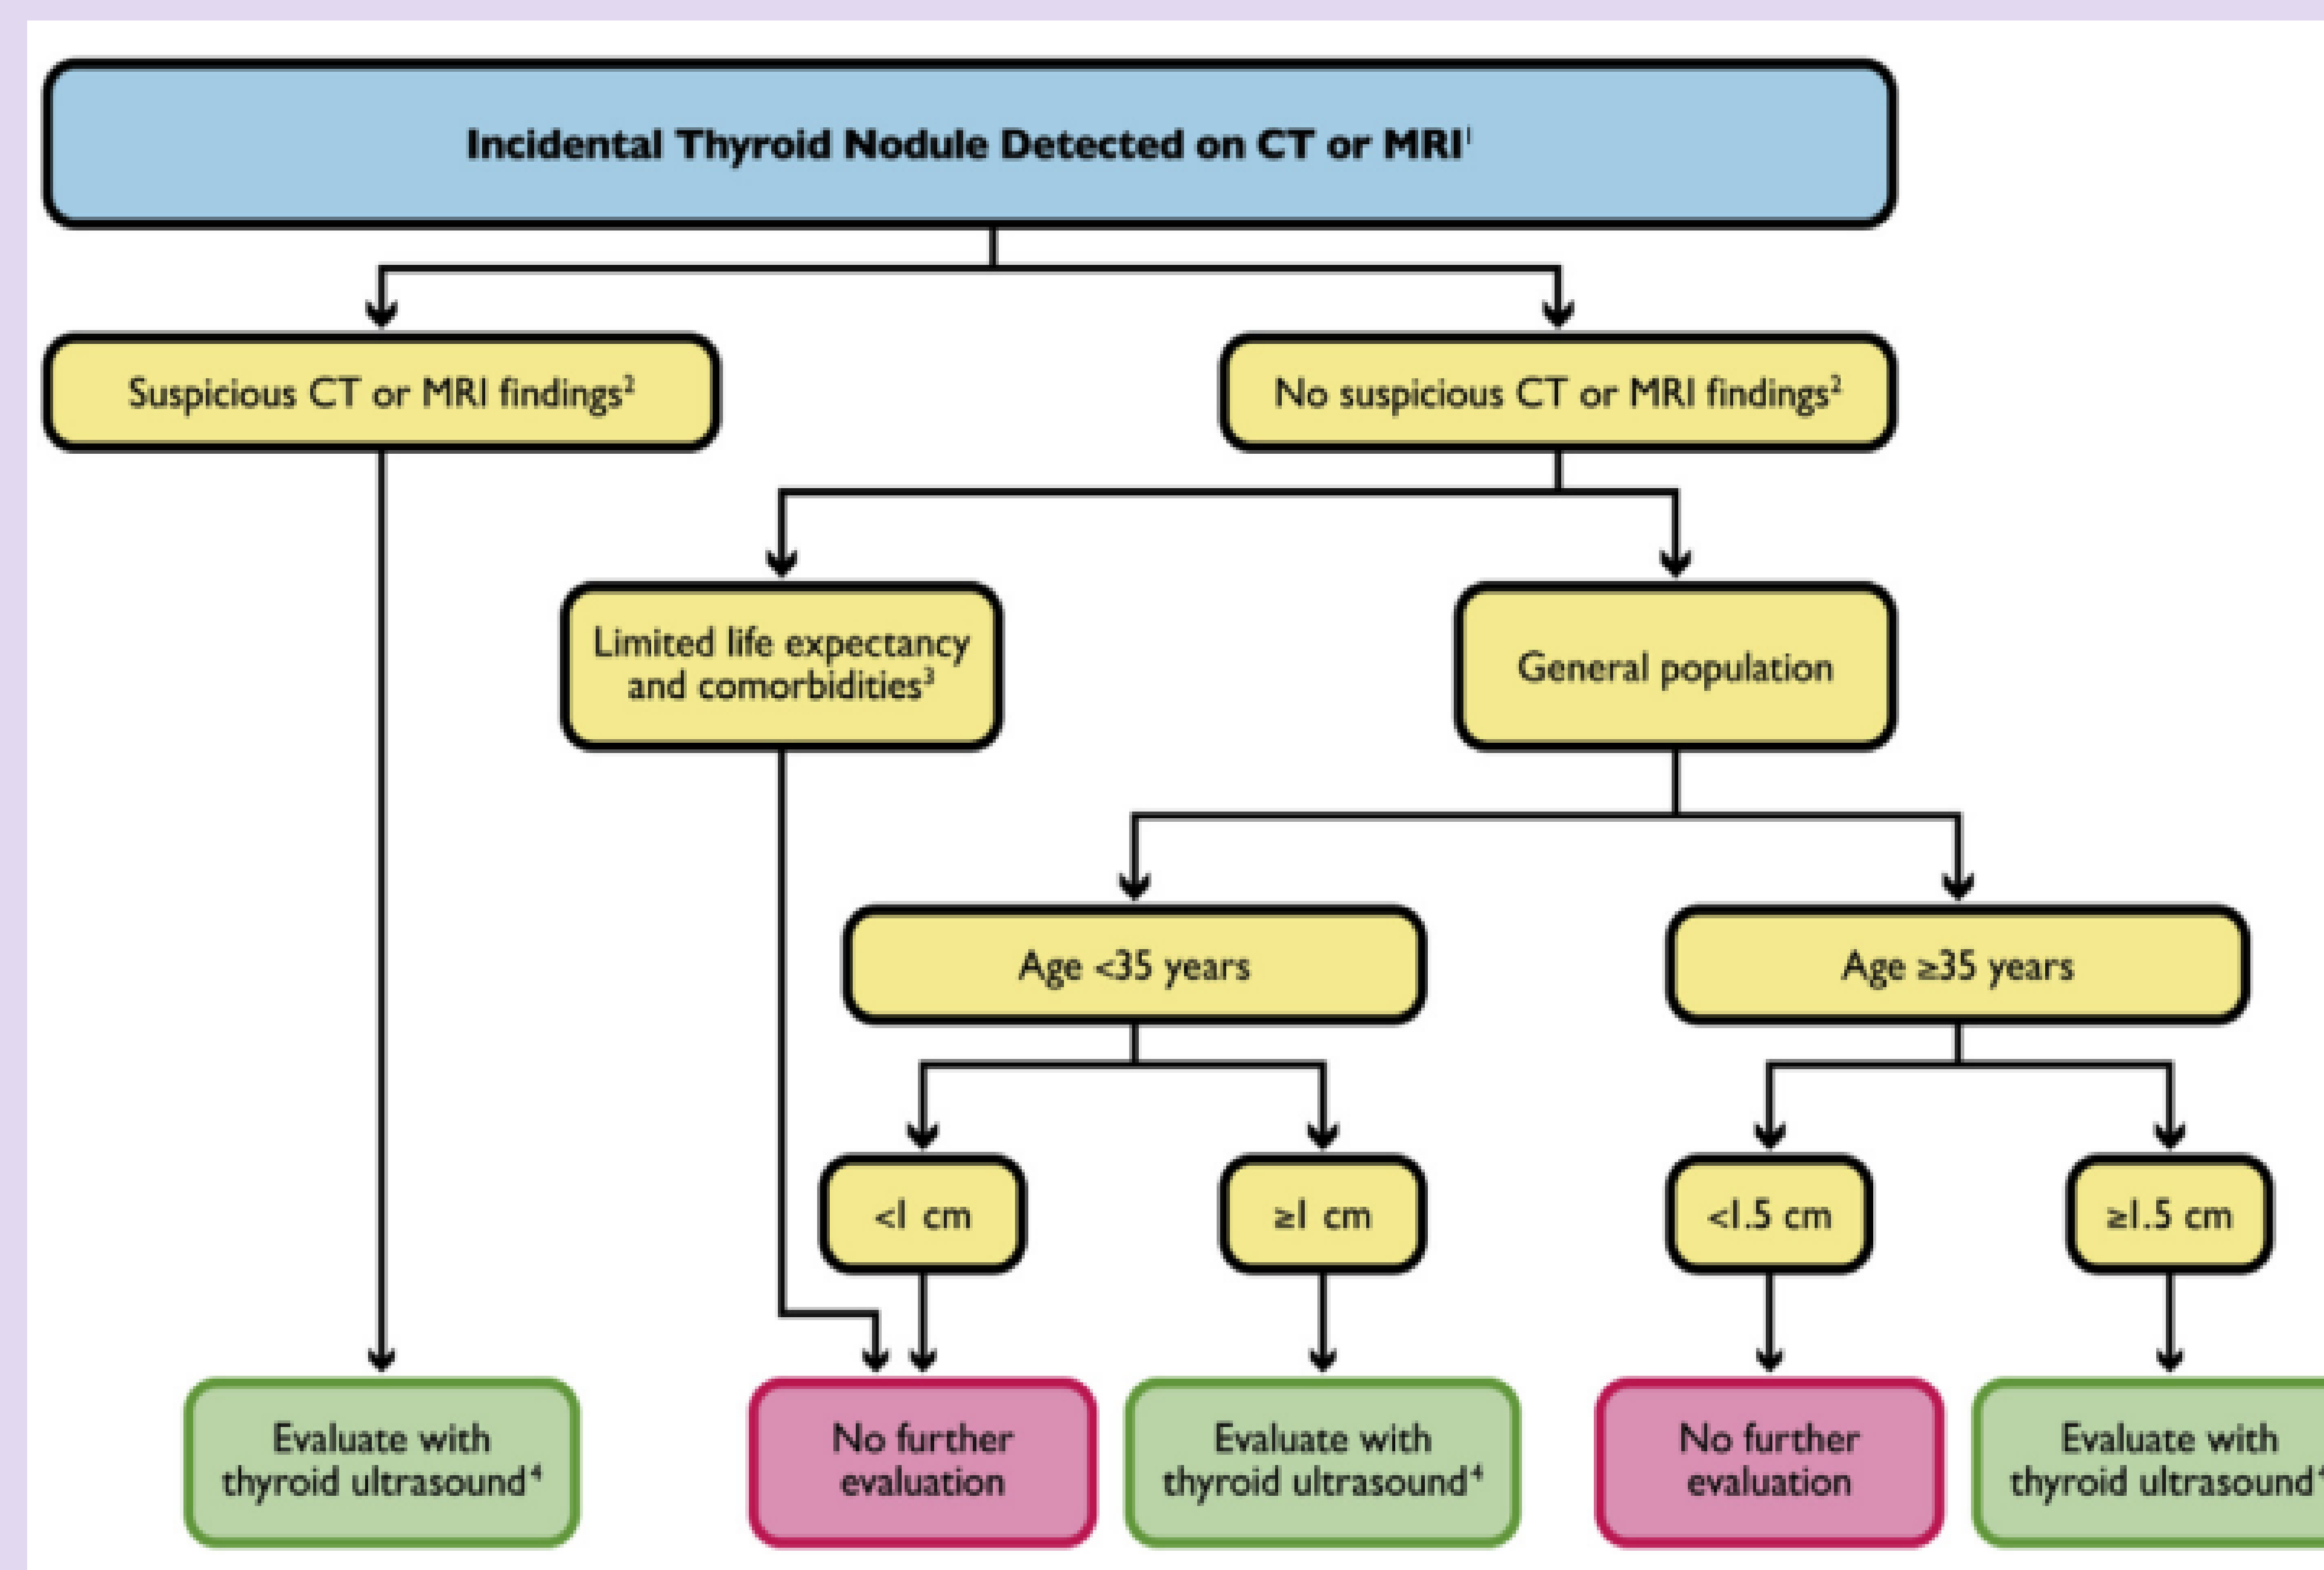 Incidental Thyroid Nodule Detected on CT or MRI¹
Suspicious CT or MRI findings²
No suspicious CT or MRI findings²
Limited life expectancy
and comorbidities³
General population
Age <35 years
Age ≥35 years
<1 cm
≥1 cm
<1.5 cm
≥1.5 cm
Evaluate with
thyroid ultrasound⁴
No further
evaluation
Evaluate with
thyroid ultrasound⁴
No further
evaluation
Evaluate with
thyroid ultrasound⁴